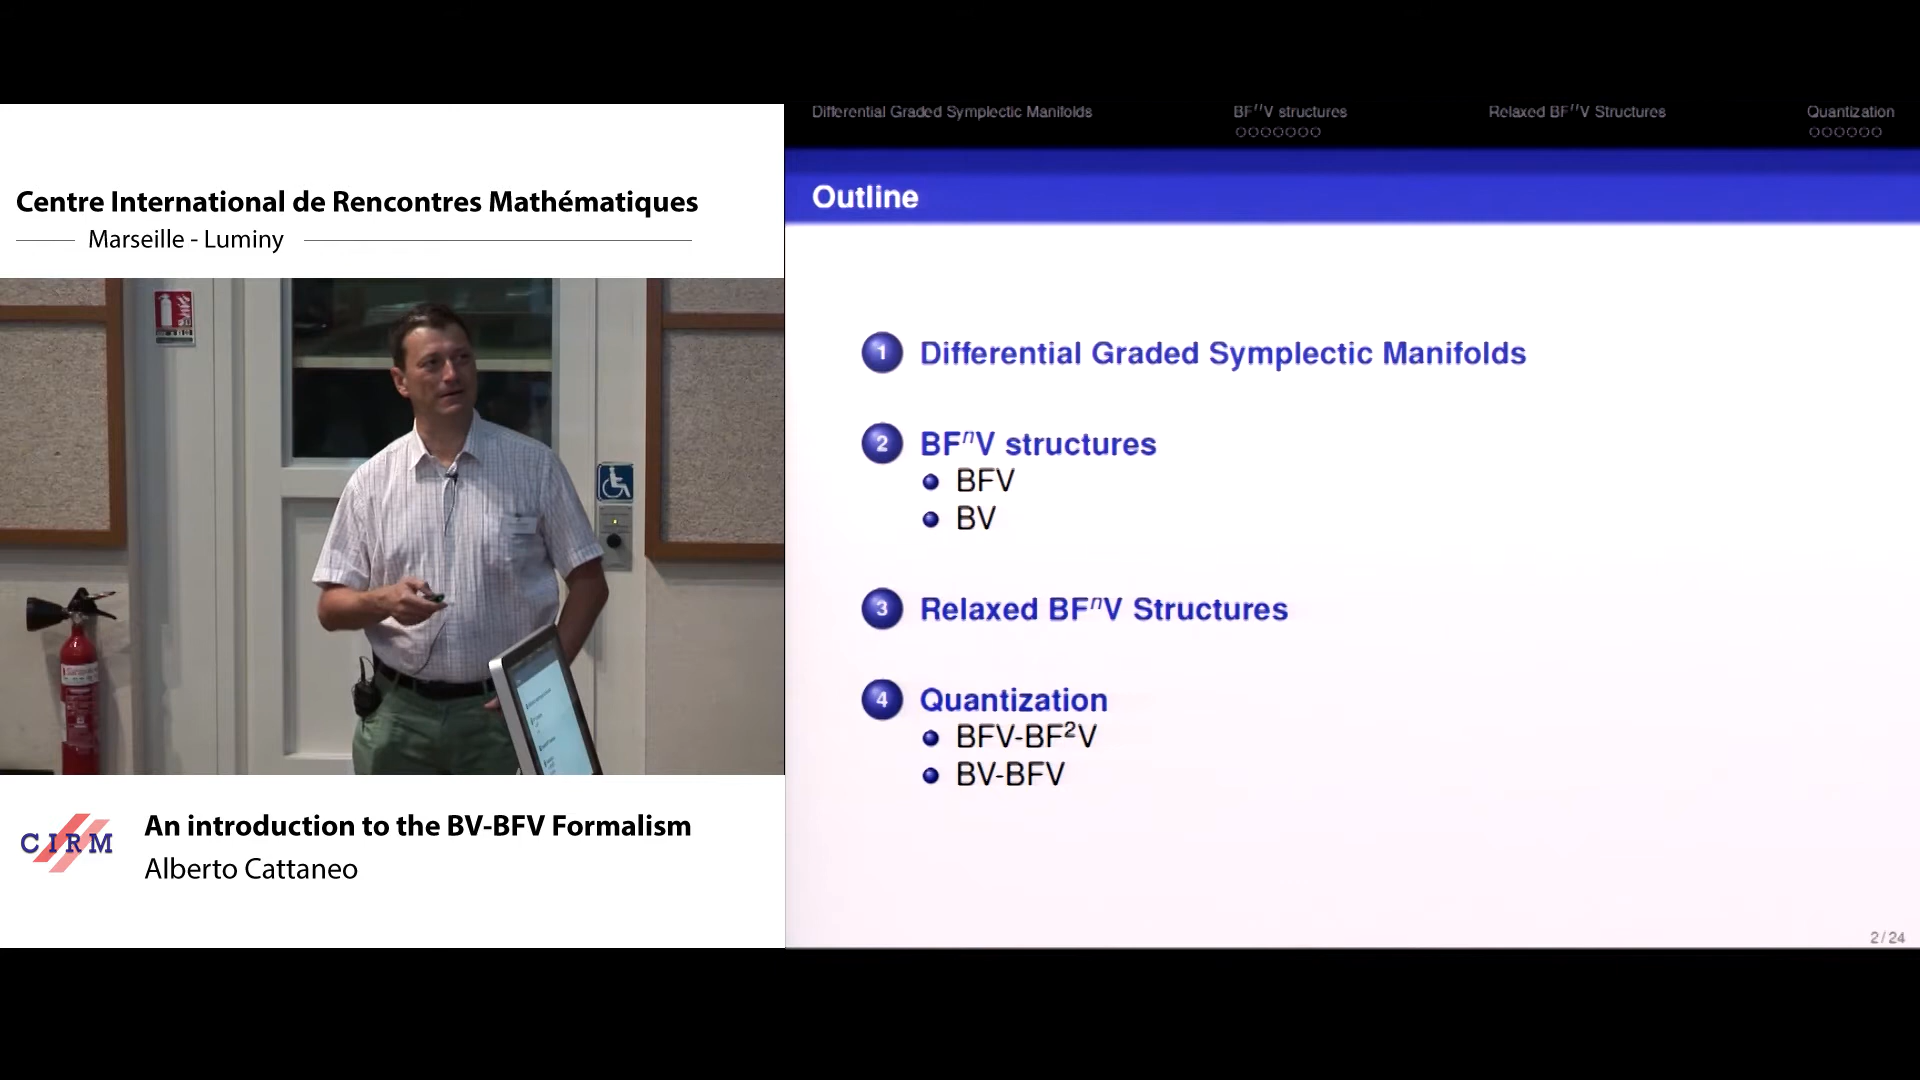 Centre International de Rencontres Mathématiques
Marseille - Luminy
CIRM
An introduction to the BV-BFV Formalism
Alberto Cattaneo
Differential Graded Symplectic Manifolds
BFⁿV structures
Relaxed BFⁿV Structures
Quantization
Outline
1 Differential Graded Symplectic Manifolds
2 BFⁿV structures
BFV
BV
3 Relaxed BFⁿV Structures
4 Quantization
BFV-BF²V
BV-BFV
2 / 24